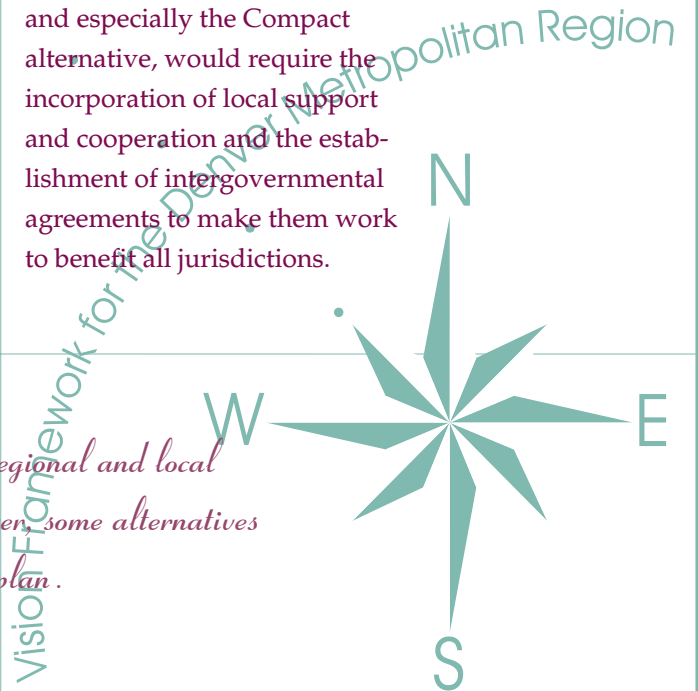 and especially the Compact
alternative, would require the
incorporation of local support
and cooperation and the estab-
lishment of intergovernmental
agreements to make them work
to benefit all jurisdictions.
Vision Framework for the Denver Metropolitan Region
N
W
E
S
egional and local
er, some alternatives
plan .